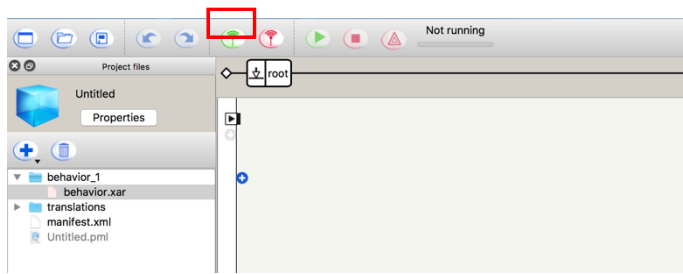 Not running
Project files
root
Untitled
Properties
behavior_1
behavior.xar
translations
manifest.xml
Untitled.pml